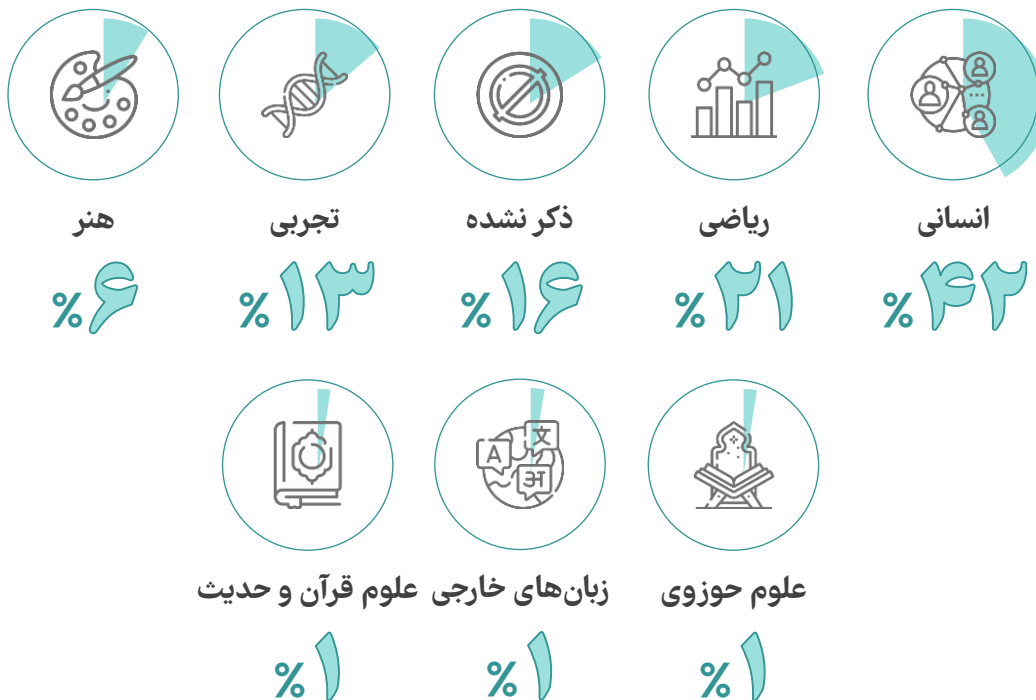 انسانی
۴۲%
ریاضی
۲۱%
ذکر نشده
۱۶%
تجربی
۱۳%
هنر
۶%
علوم حوزوی
۱%
زبان‌های خارجی
۱%
علوم قرآن و حدیث
۱%
A
文
अ